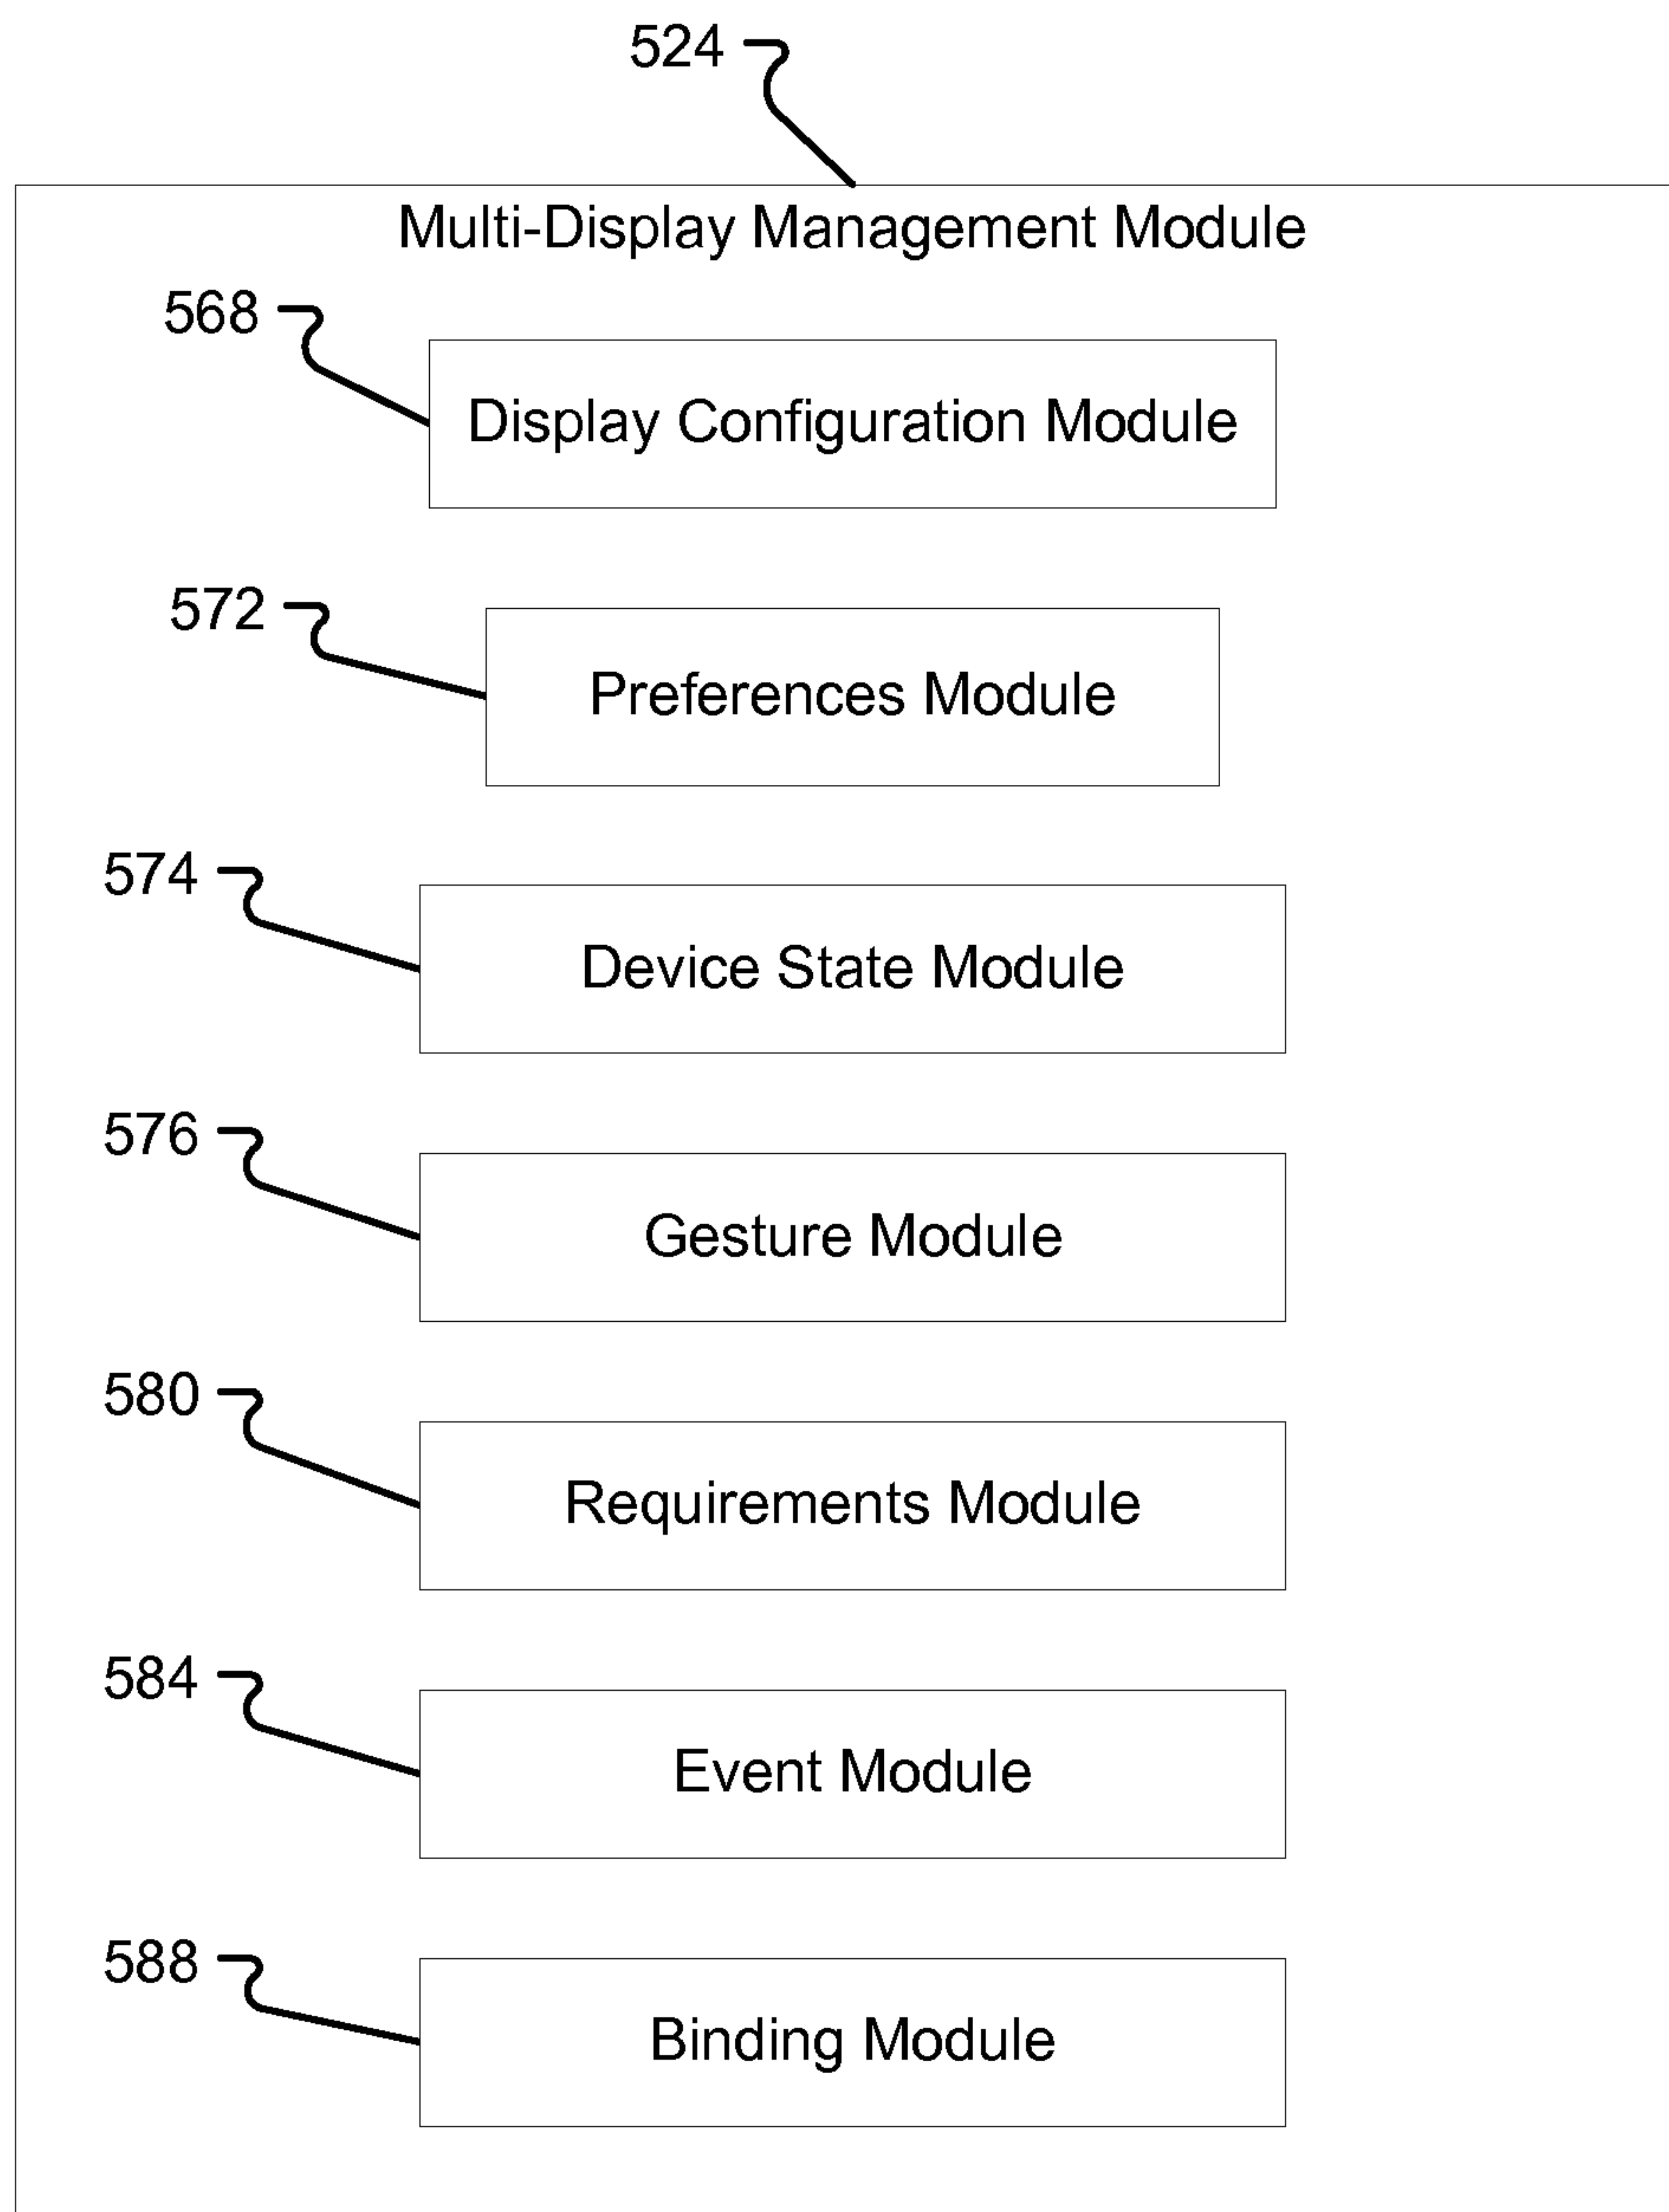 524
Multi-Display Management Module
568
Display Configuration Module
572
Preferences Module
574
Device State Module
576
Gesture Module
580
Requirements Module
584
Event Module
588
Binding Module